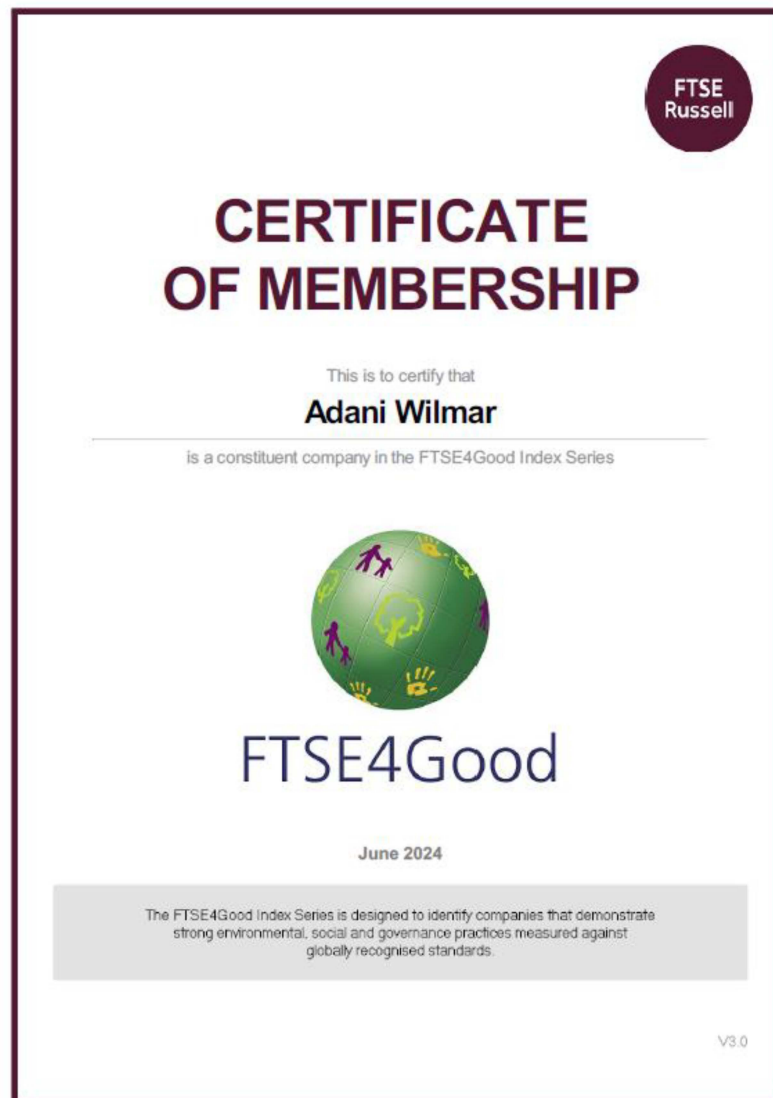 FTSE
Russell
CERTIFICATE
OF MEMBERSHIP
This is to certify that
Adani Wilmar
is a constituent company in the FTSE4Good Index Series
FTSE4Good
June 2024
The FTSE4Good Index Series is designed to identify companies that demonstrate
strong environmental, social and governance practices measured against
globally recognised standards.
V3.0